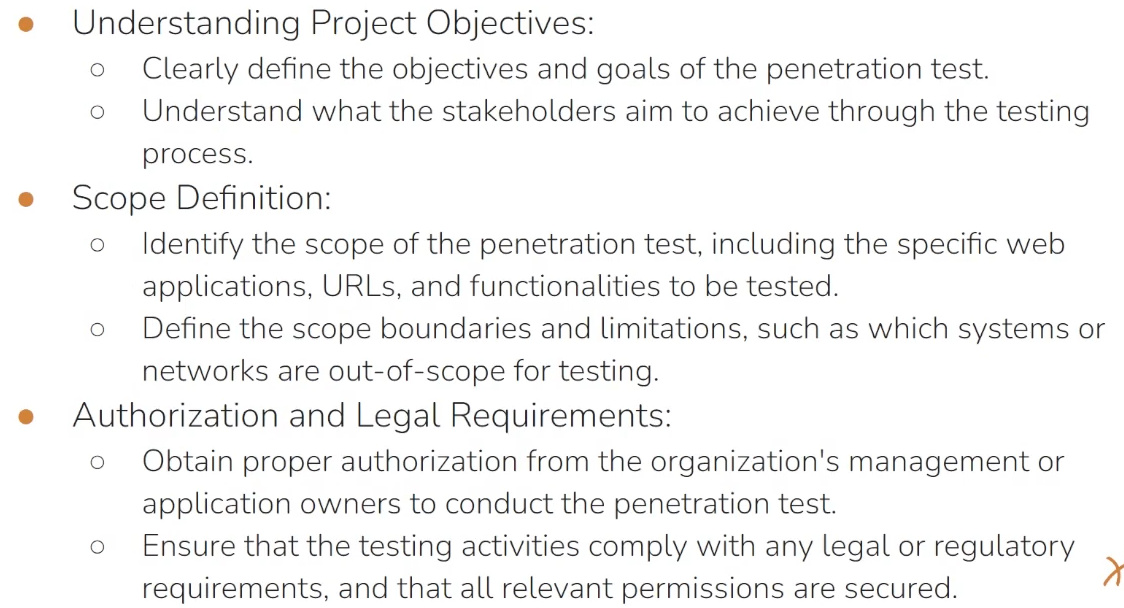 ● Understanding Project Objectives:
○ Clearly define the objectives and goals of the penetration test.
○ Understand what the stakeholders aim to achieve through the testing
process.
● Scope Definition:
○ Identify the scope of the penetration test, including the specific web
applications, URLs, and functionalities to be tested.
○ Define the scope boundaries and limitations, such as which systems or
networks are out-of-scope for testing.
● Authorization and Legal Requirements:
○ Obtain proper authorization from the organization's management or
application owners to conduct the penetration test.
○ Ensure that the testing activities comply with any legal or regulatory
requirements, and that all relevant permissions are secured.